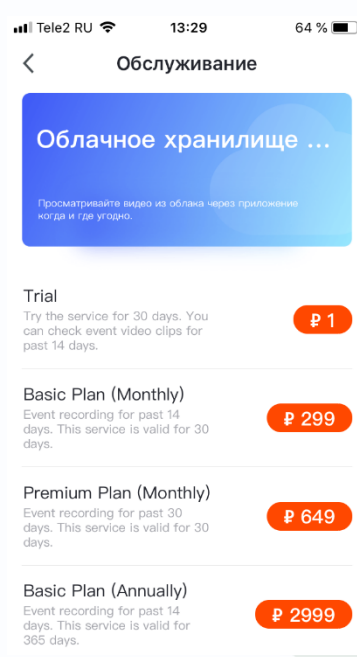 Tele2 RU 13:29 64 %
Обслуживание
Облачное хранилище ...
Просматривайте видео из облака через приложение
когда и где угодно.
Trial
Try the service for 30 days. You
can check event video clips for
past 14 days.
₽ 1
Basic Plan (Monthly)
Event recording for past 14
days. This service is valid for 30
days.
₽ 299
Premium Plan (Monthly)
Event recording for past 30
days. This service is valid for 30
days.
₽ 649
Basic Plan (Annually)
Event recording for past 14
days. This service is valid for
365 days.
₽ 2999